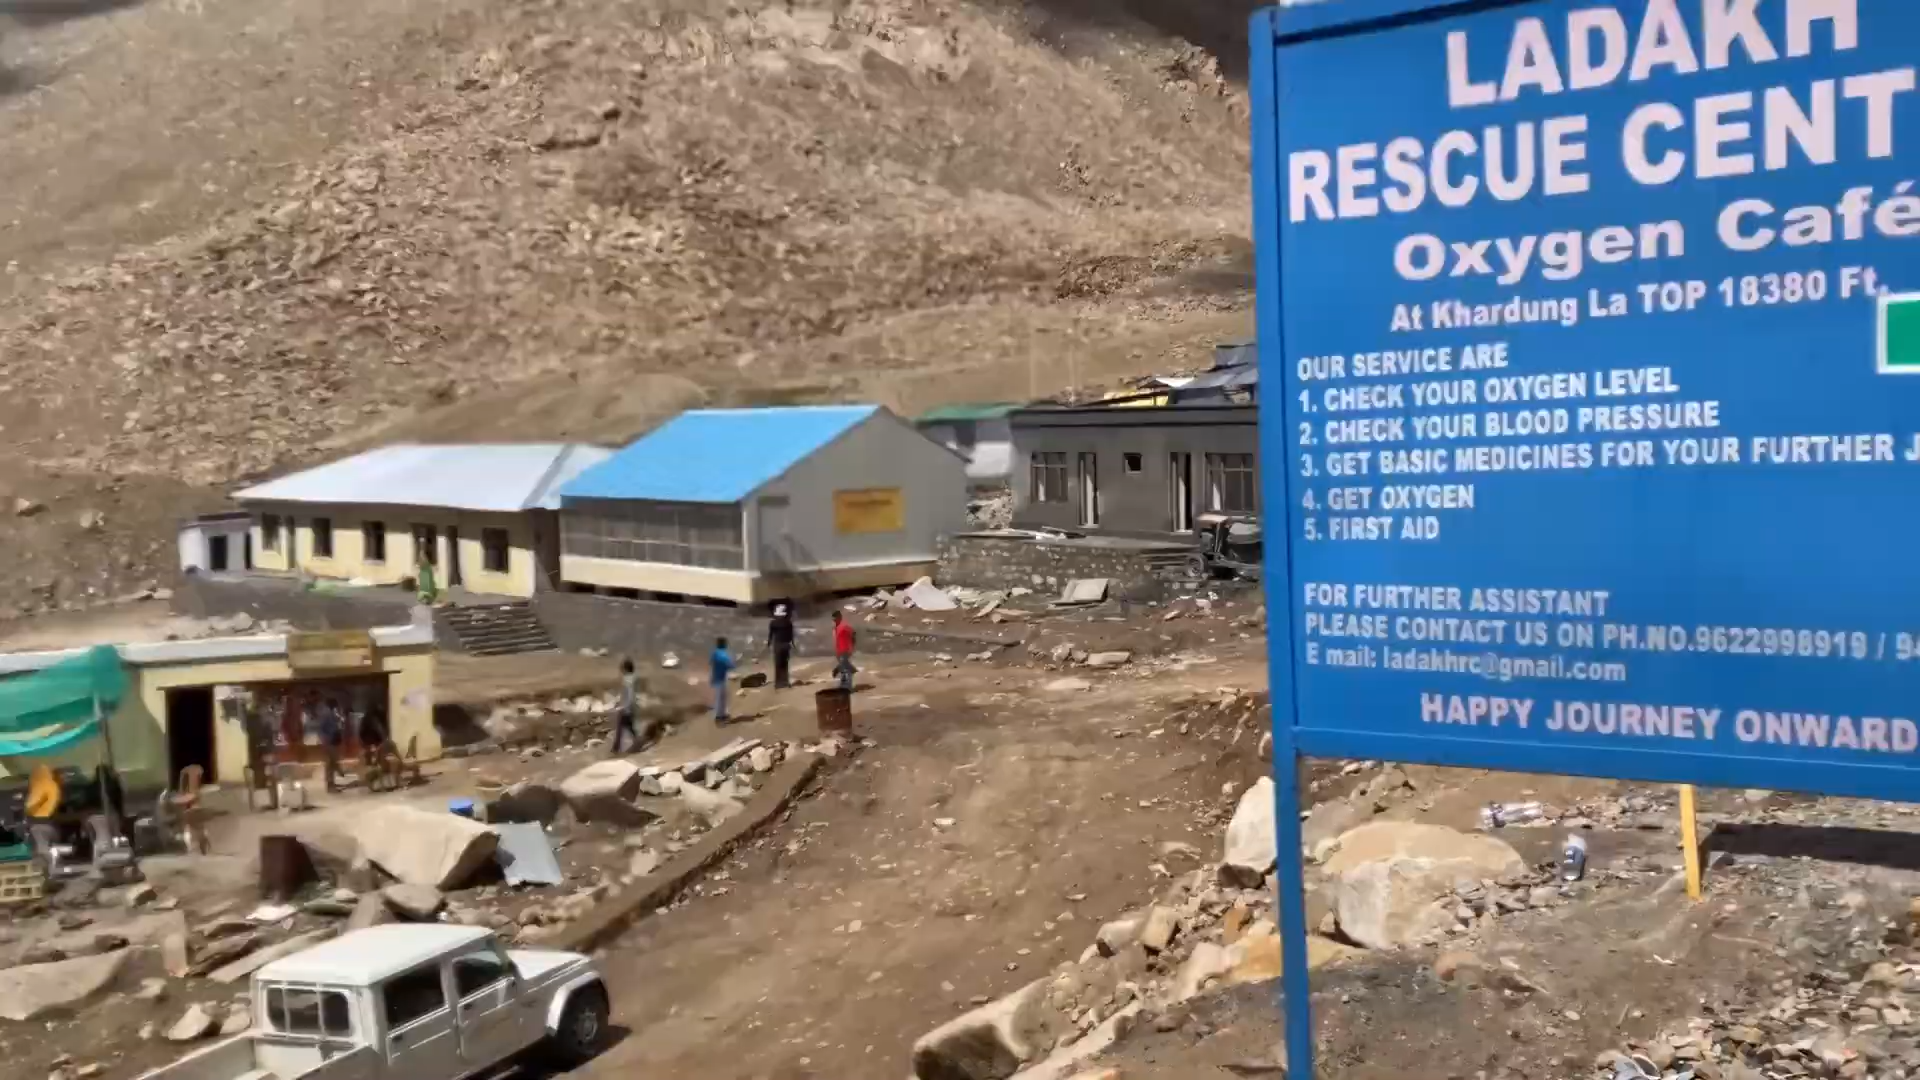 LADAKH
RESCUE CENT
Oxygen Café
At Khardung La TOP 18380 Ft.
OUR SERVICE ARE
1. CHECK YOUR OXYGEN LEVEL
2. CHECK YOUR BLOOD PRESSURE
3. GET BASIC MEDICINES FOR YOUR FURTHER J
4. GET OXYGEN
5. FIRST AID
FOR FURTHER ASSISTANT
PLEASE CONTACT US ON PH.NO.9622998919 / 94
E mail: ladakhrc@gmail.com
HAPPY JOURNEY ONWARD